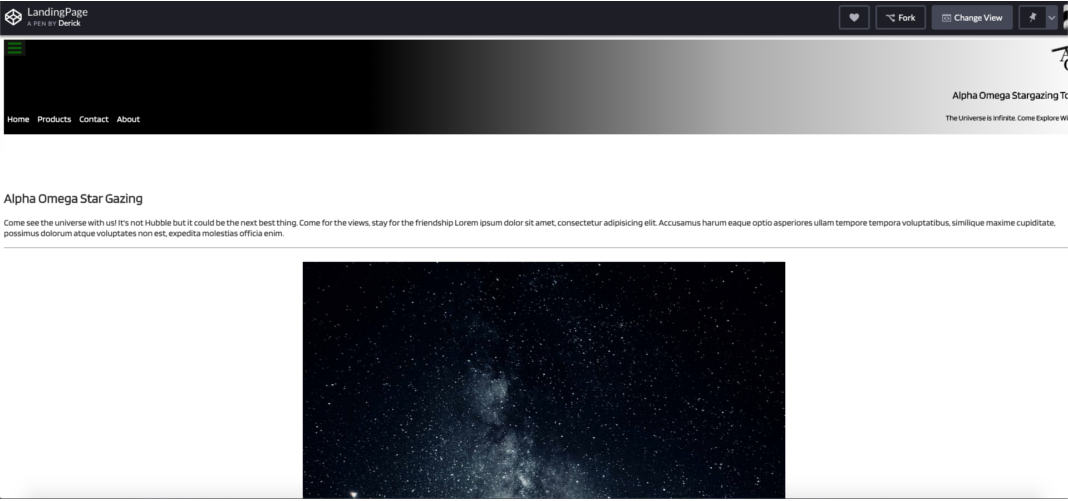 LandingPage
A PEN BY Derick
Fork
Change View
Alpha Omega Stargazing
Home Products Contact About
The Universe is Infinite. Come Explore
Alpha Omega Star Gazing
Come see the universe with us! It's not Hubble but it could be the next best thing. Come for the views, stay for the friendship Lorem ipsum dolor sit amet, consectetur adipisicing elit. Accusamus harum eaque optio asperiores ullam tempore tempora voluptatibus, similique maxime cupiditate,
possimus dolorum atque voluptates non est, expedita molestias officia enim.